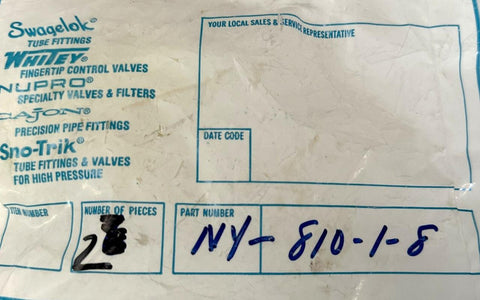 Swagelok®
TUBE FITTINGS
WHITEY®
FINGERTIP CONTROL VALVES
NUPRO®
SPECIALTY VALVES & FILTERS
CAJON®
PRECISION PIPE FITTINGS
Sno-Trik®
TUBE FITTINGS & VALVES
FOR HIGH PRESSURE
YOUR LOCAL SALES & SERVICE REPRESENTATIVE
DATE CODE
ITEM NUMBER
NUMBER OF PIECES
2
PART NUMBER
NY-810-1-8